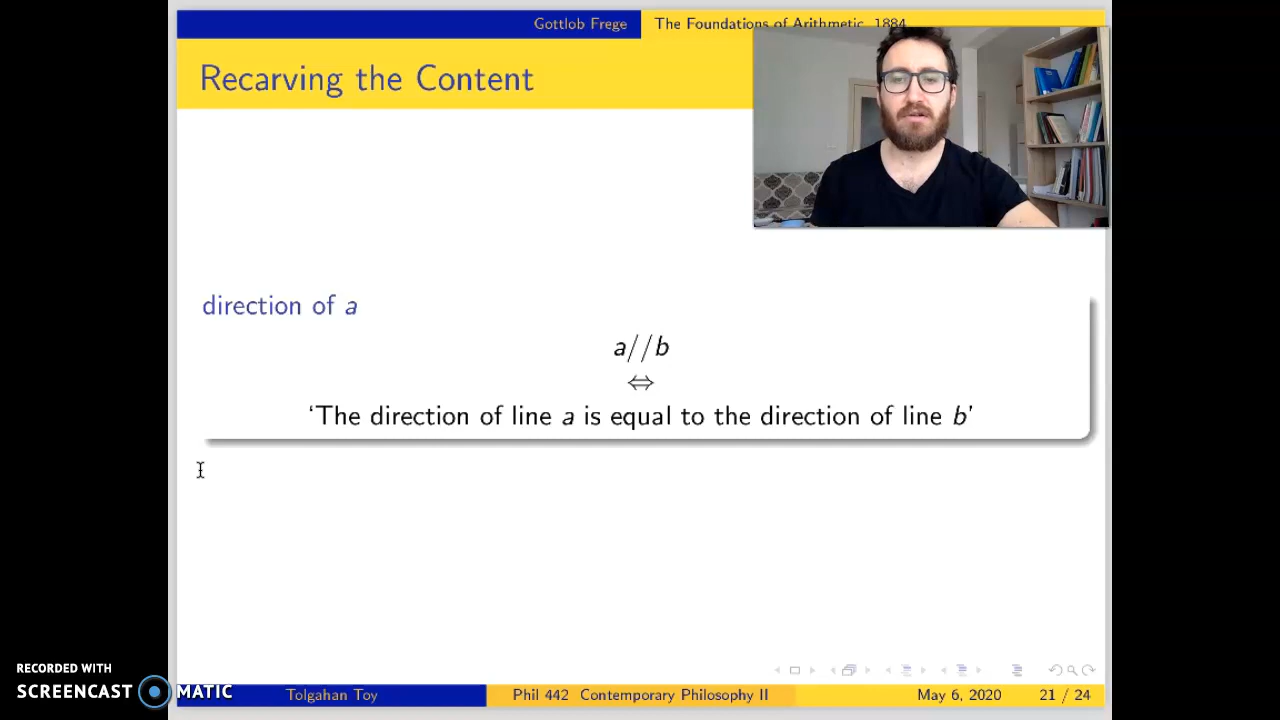 Gottlob Frege
The Foundations of Arithmetic, 1884
Recarving the Content
direction of a
a//b
⇔
‘The direction of line a is equal to the direction of line b’
RECORDED WITH
SCREENCAST MATIC
Tolgahan Toy
Phil 442 Contemporary Philosophy II
May 6, 2020
21 / 24